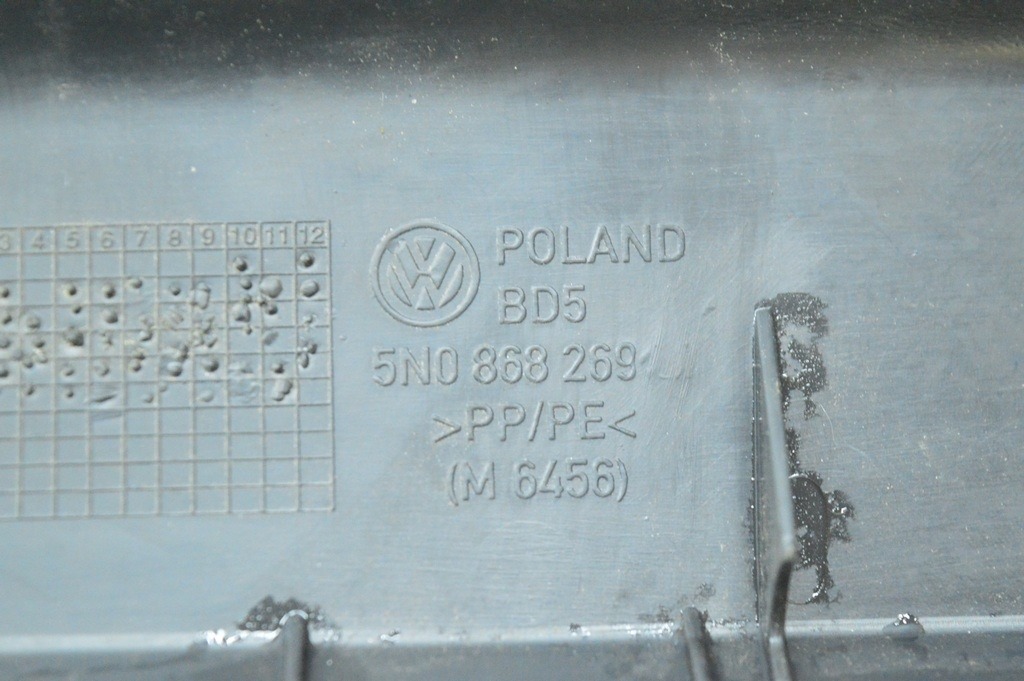 3 4 5 6 7 8 9 10 11 12
POLAND
BD5
5N0 868 269
>PP/PE<
(M 6456)